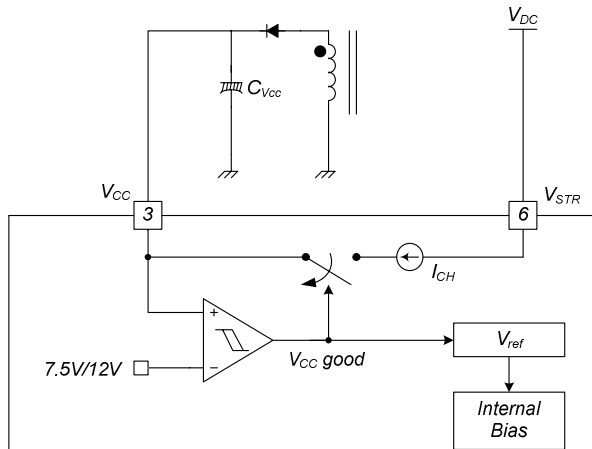 V_DC
C_Vcc
V_CC
3
6
V_STR
I_CH
+
7.5V/12V
−
V_CC good
V_ref
Internal
Bias